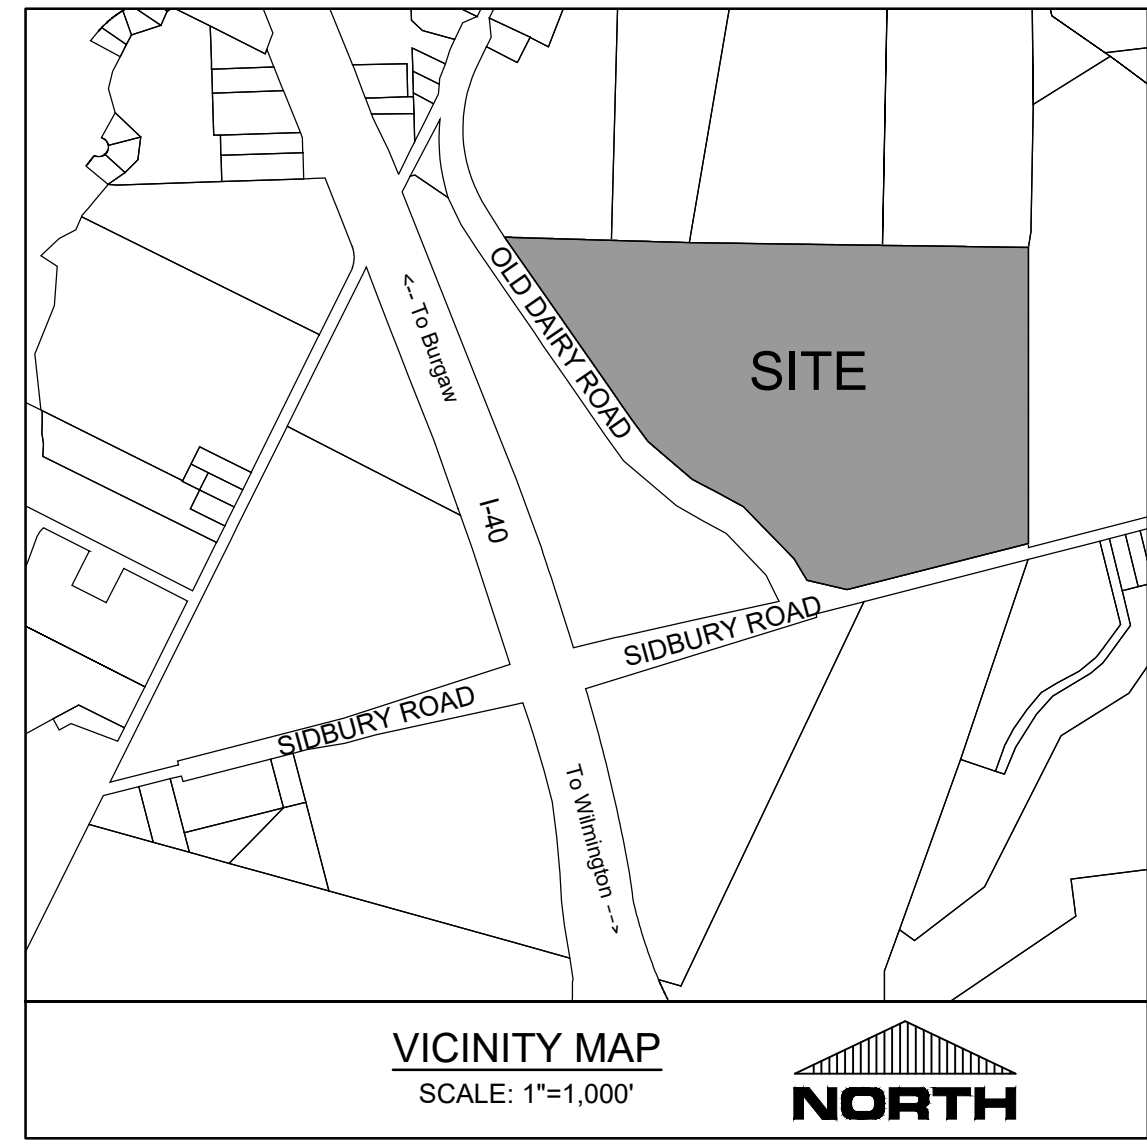 OLD DAIRY ROAD
<-- To Burgaw
SITE
I-40
SIDBURY ROAD
SIDBURY ROAD
To Wilmington --->
VICINITY MAP
SCALE: 1"=1,000'
NORTH